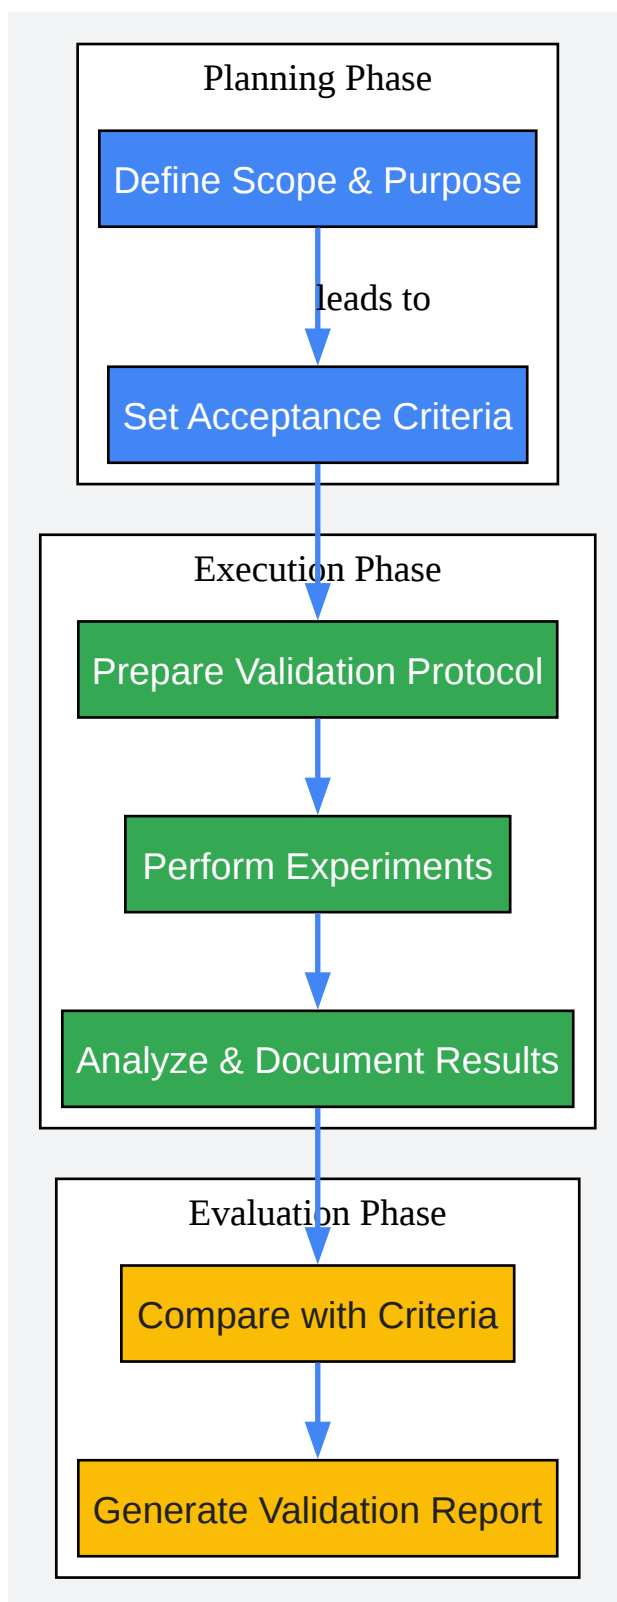 Planning Phase
Define Scope & Purpose
leads to
Set Acceptance Criteria
Execution Phase
Prepare Validation Protocol
Perform Experiments
Analyze & Document Results
Evaluation Phase
Compare with Criteria
Generate Validation Report